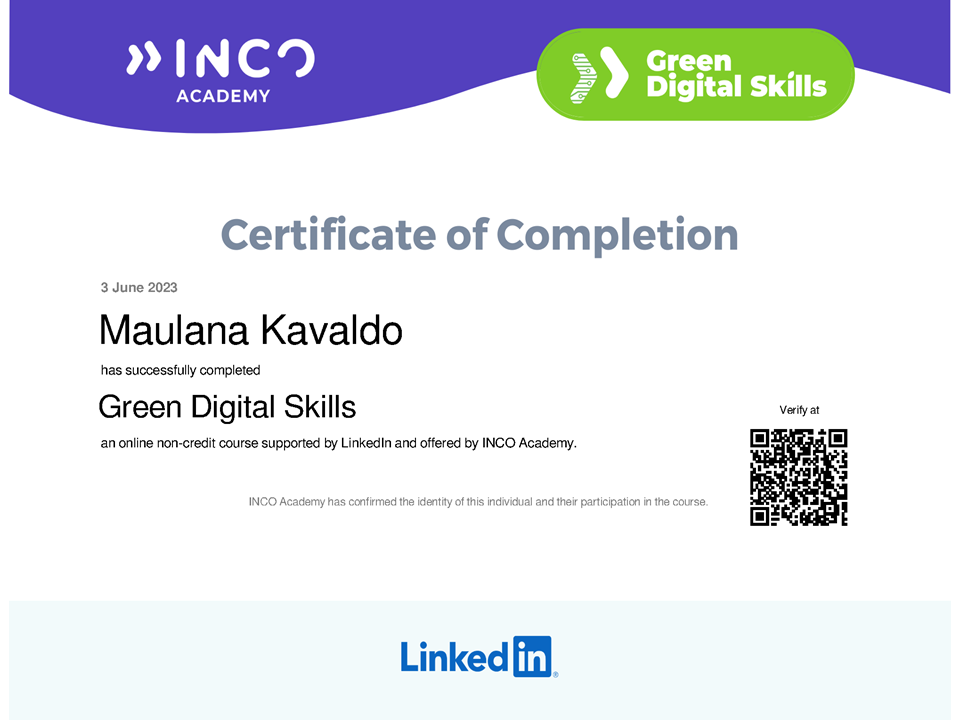 INCO
ACADEMY
Green
Digital Skills
Certificate of Completion
3 June 2023
Maulana Kavaldo
has successfully completed
Green Digital Skills
an online non-credit course supported by LinkedIn and offered by INCO Academy.
Verify at
INCO Academy has confirmed the identity of this individual and their participation in the course.
LinkedIn®